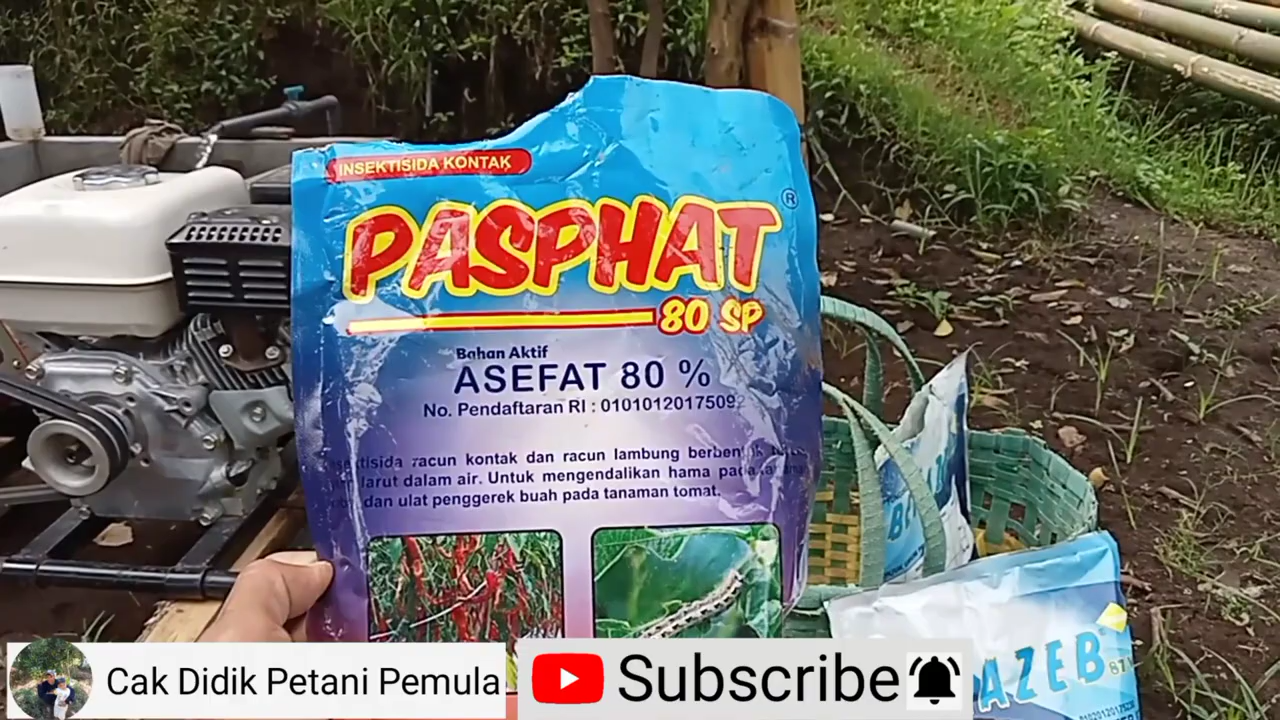 INSEKTISIDA KONTAK
PASPHAT®
80 SP
Bahan Aktif
ASEFAT 80 %
No. Pendaftaran RI : 01010120175092
racun kontak dan racun lambung
larut dalam air. Untuk mengendalikan hama pada
dan ulat penggerek buah pada tanaman tomat.
AZEB
Cak Didik Petani Pemula
Subscribe